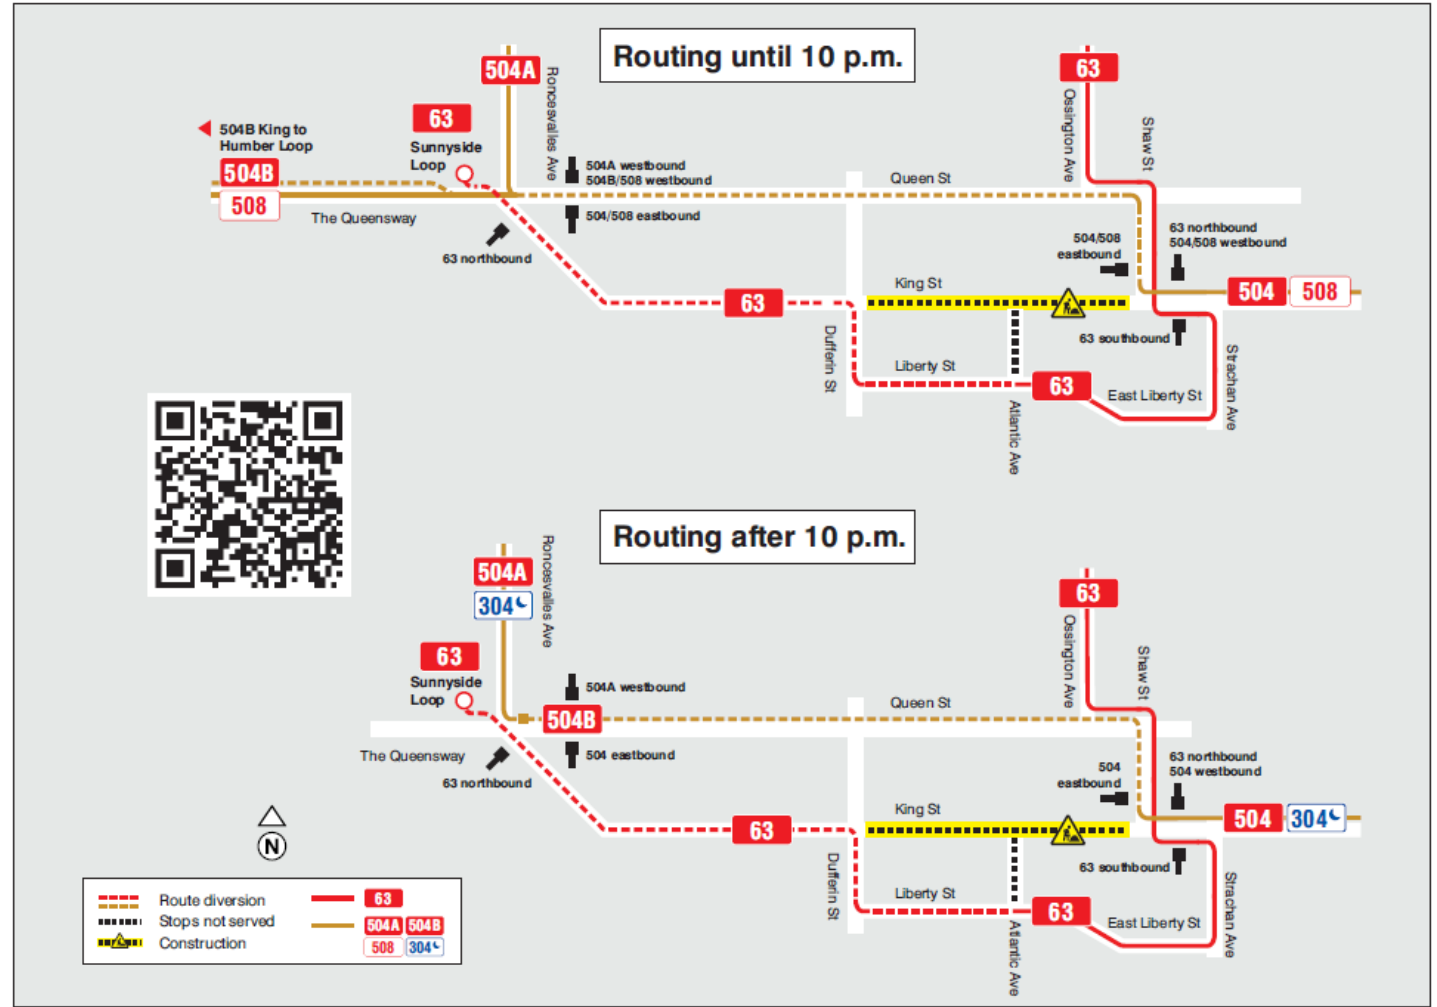 Routing until 10 p.m.
504A
Roncesvalles Ave
63
Ossington Ave
Shaw St
504B King to
Humber Loop
63
Sunnyside
Loop
504B
508
The Queensway
504A westbound
504B/508 westbound
504/508 eastbound
Queen St
63 northbound
504/508
eastbound
63 northbound
504/508 westbound
King St
63
504
508
Dufferin St
63 southbound
Liberty St
63
East Liberty St
Strachan Ave
Atlantic Ave
Routing after 10 p.m.
504A
304
Roncesvalles Ave
63
Ossington Ave
Shaw St
63
Sunnyside
Loop
504A westbound
504B
Queen St
The Queensway
504 eastbound
63 northbound
504
eastbound
63 northbound
504 westbound
King St
63
504
304
Dufferin St
63 southbound
Liberty St
63
East Liberty St
Strachan Ave
Atlantic Ave
N
Route diversion
63
Stops not served
504A 504B
Construction
508 304